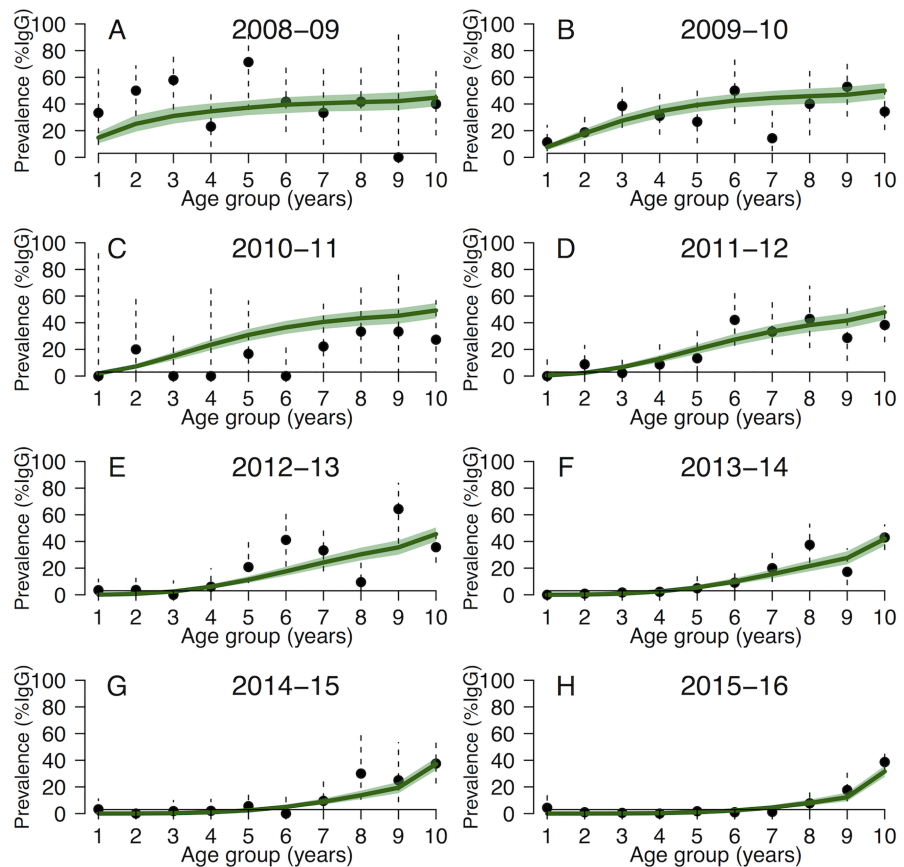 A 2008–09
Prevalence (%IgG)
100
80
60
40
20
0
1 2 3 4 5 6 7 8 9 10
Age group (years)
B 2009–10
Prevalence (%IgG)
100
80
60
40
20
0
1 2 3 4 5 6 7 8 9 10
Age group (years)
C 2010–11
Prevalence (%IgG)
100
80
60
40
20
0
1 2 3 4 5 6 7 8 9 10
Age group (years)
D 2011–12
Prevalence (%IgG)
100
80
60
40
20
0
1 2 3 4 5 6 7 8 9 10
Age group (years)
E 2012–13
Prevalence (%IgG)
100
80
60
40
20
0
1 2 3 4 5 6 7 8 9 10
Age group (years)
F 2013–14
Prevalence (%IgG)
100
80
60
40
20
0
1 2 3 4 5 6 7 8 9 10
Age group (years)
G 2014–15
Prevalence (%IgG)
100
80
60
40
20
0
1 2 3 4 5 6 7 8 9 10
Age group (years)
H 2015–16
Prevalence (%IgG)
100
80
60
40
20
0
1 2 3 4 5 6 7 8 9 10
Age group (years)